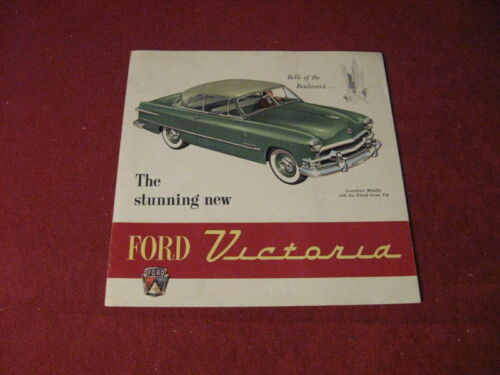 Belle of the
Boulevard...
The
stunning new
Greenbrier Metallic
with Sea Island Green Top
FORD Victoria
FORD